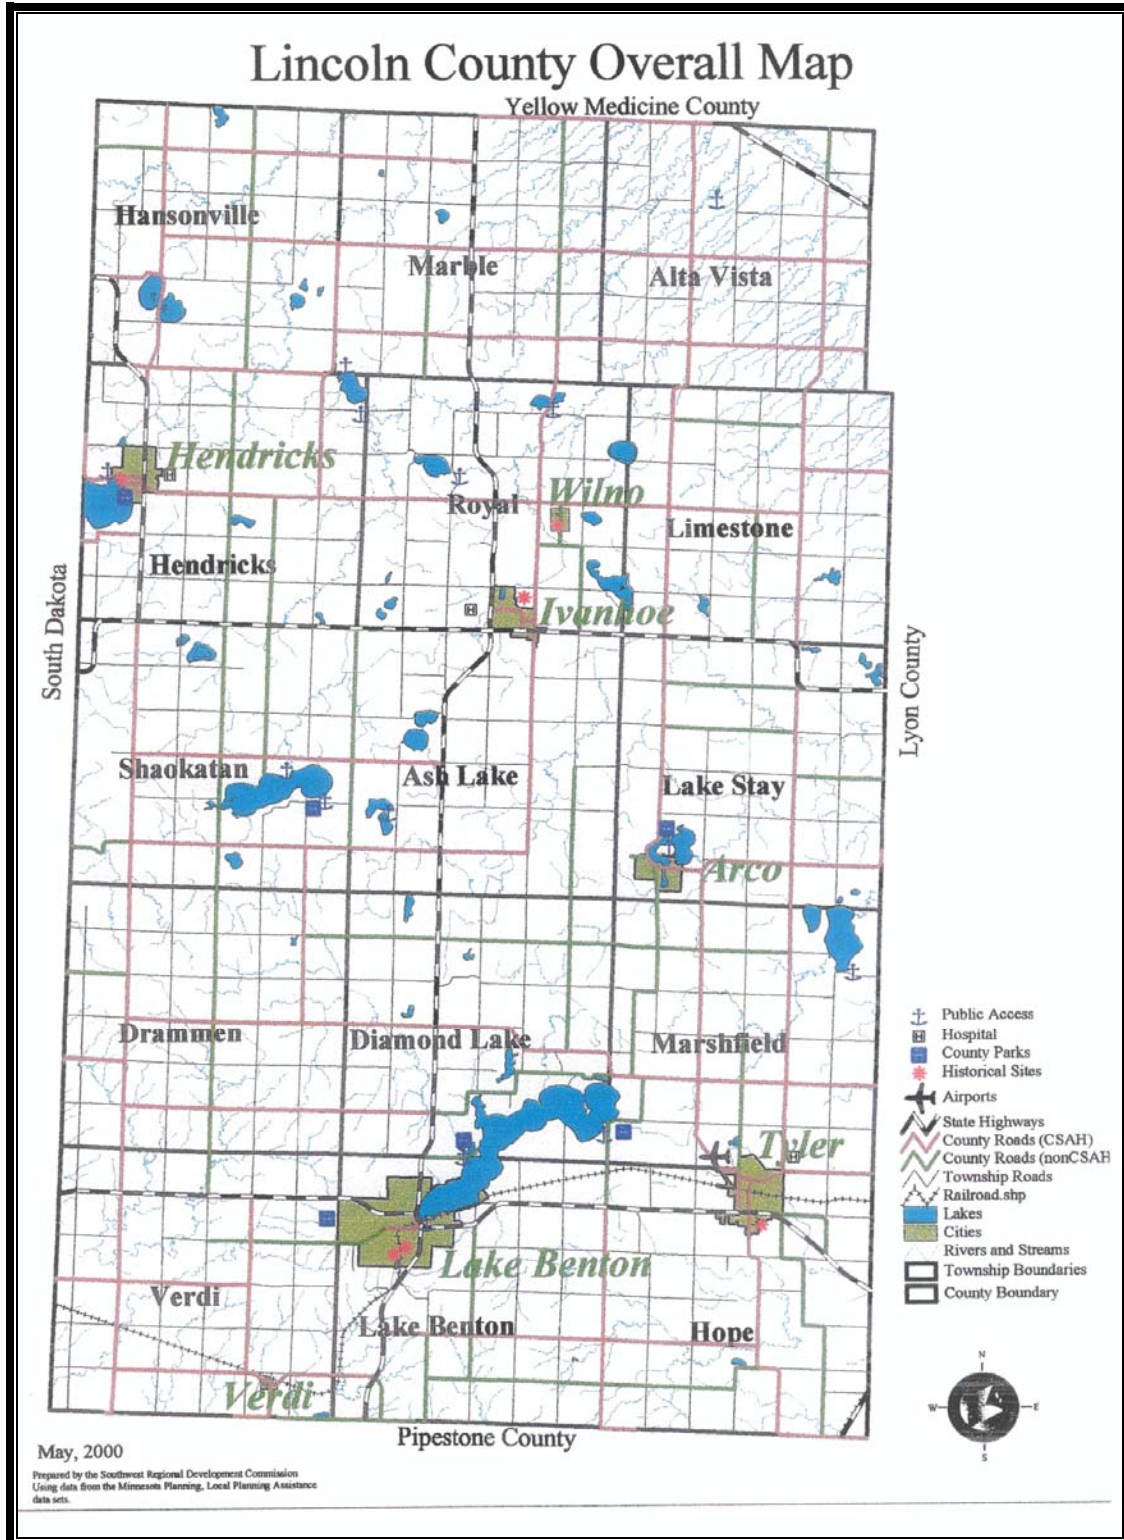 Lincoln County Overall Map
Yellow Medicine County
Hansonville
Marble
Alta Vista
Hendricks
Royal
Wilno
Limestone
Hendricks
Ivanhoe
South Dakota
Lyon County
Shaokatan
Ash Lake
Lake Stay
Arco
Drammen
Diamond Lake
Marshfield
Tyler
Lake Benton
Verdi
Lake Benton
Hope
Verdi
Pipestone County
Public Access
H Hospital
County Parks
Historical Sites
Airports
State Highways
County Roads (CSAH)
County Roads (nonCSAH
Township Roads
Railroad.shp
Lakes
Cities
Rivers and Streams
Township Boundaries
County Boundary
N
W E
S
May, 2000
Prepared by the Southwest Regional Development Commission
Using data from the Minnesota Planning, Local Planning Assistance
data sets.